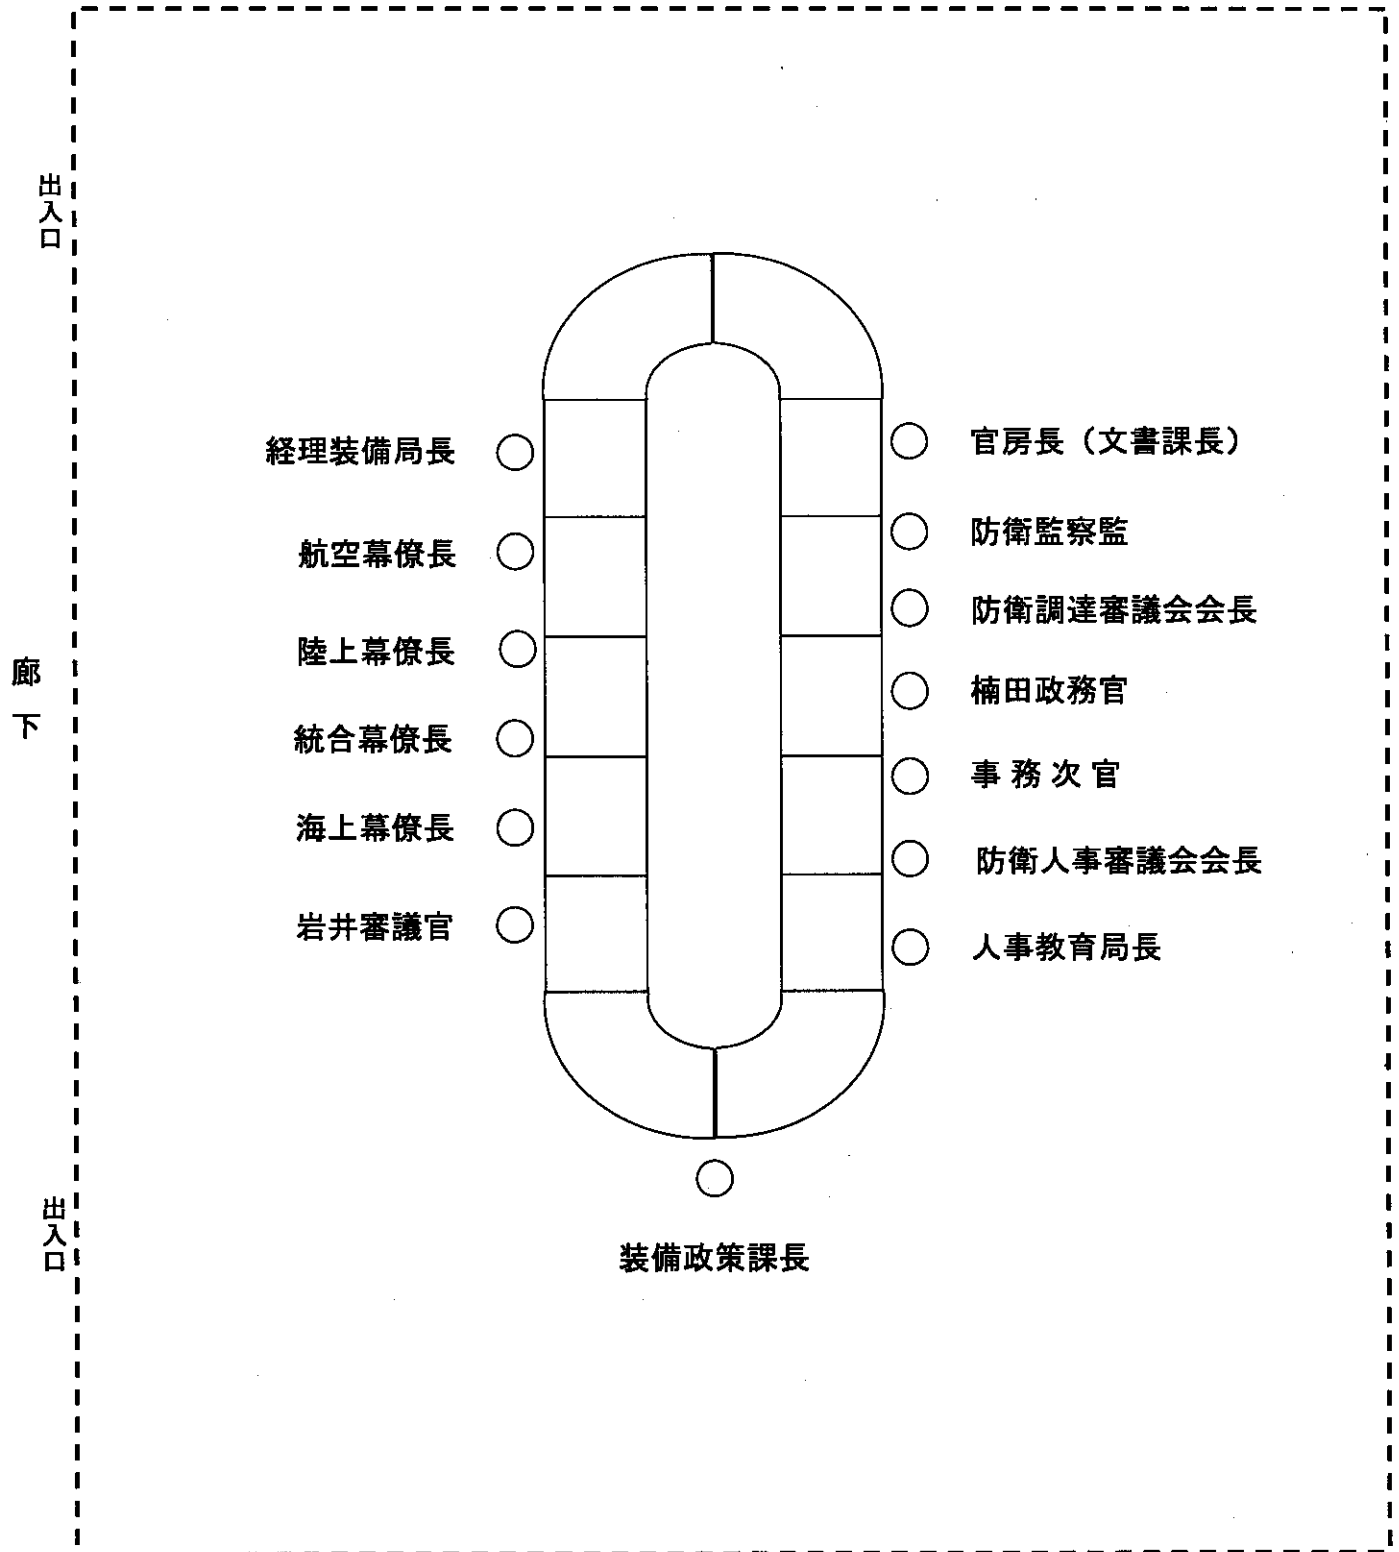 出入口
廊下
出入口
経理装備局長
航空幕僚長
陸上幕僚長
統合幕僚長
海上幕僚長
岩井審議官
官房長（文書課長）
防衛監察監
防衛調達審議会会長
楠田政務官
事務次官
防衛人事審議会会長
人事教育局長
装備政策課長